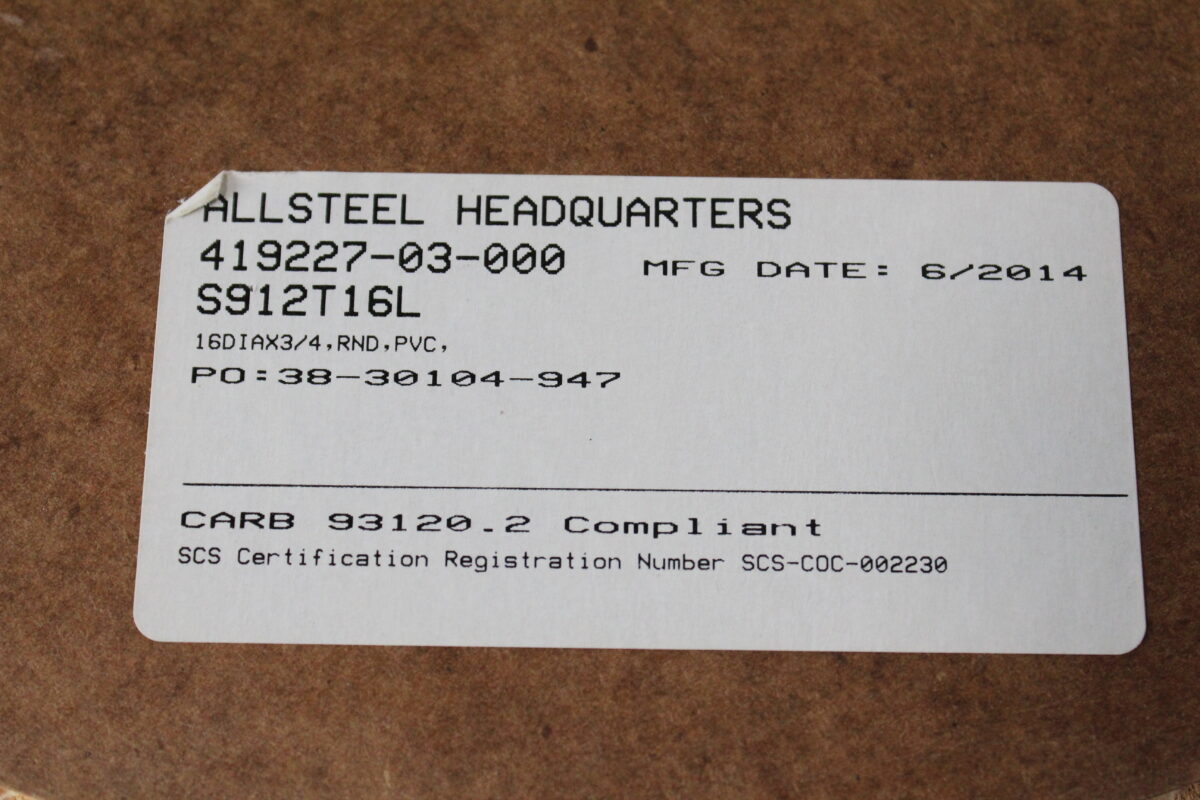 ALLSTEEL HEADQUARTERS
419227-03-000 MFG DATE: 6/2014
S912T16L
16DIAX3/4,RND,PVC,
PO:38-30104-947
CARB 93120.2 Compliant
SCS Certification Registration Number SCS-COC-002230